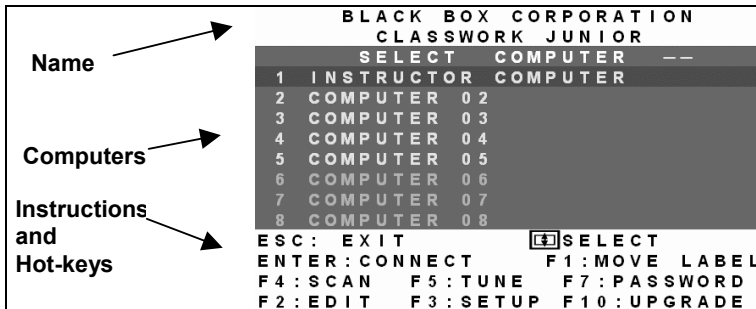 BLACK BOX CORPORATION
CLASSWORK JUNIOR
Name
SELECT COMPUTER --
1 INSTRUCTOR COMPUTER
2 COMPUTER 02
3 COMPUTER 03
4 COMPUTER 04
Computers
5 COMPUTER 05
6 COMPUTER 06
7 COMPUTER 07
8 COMPUTER 08
Instructions
and
Hot-keys
ESC: EXIT SELECT
ENTER:CONNECT F1:MOVE LABEL
F4:SCAN F5:TUNE F7:PASSWORD
F2:EDIT F3:SETUP F10:UPGRADE